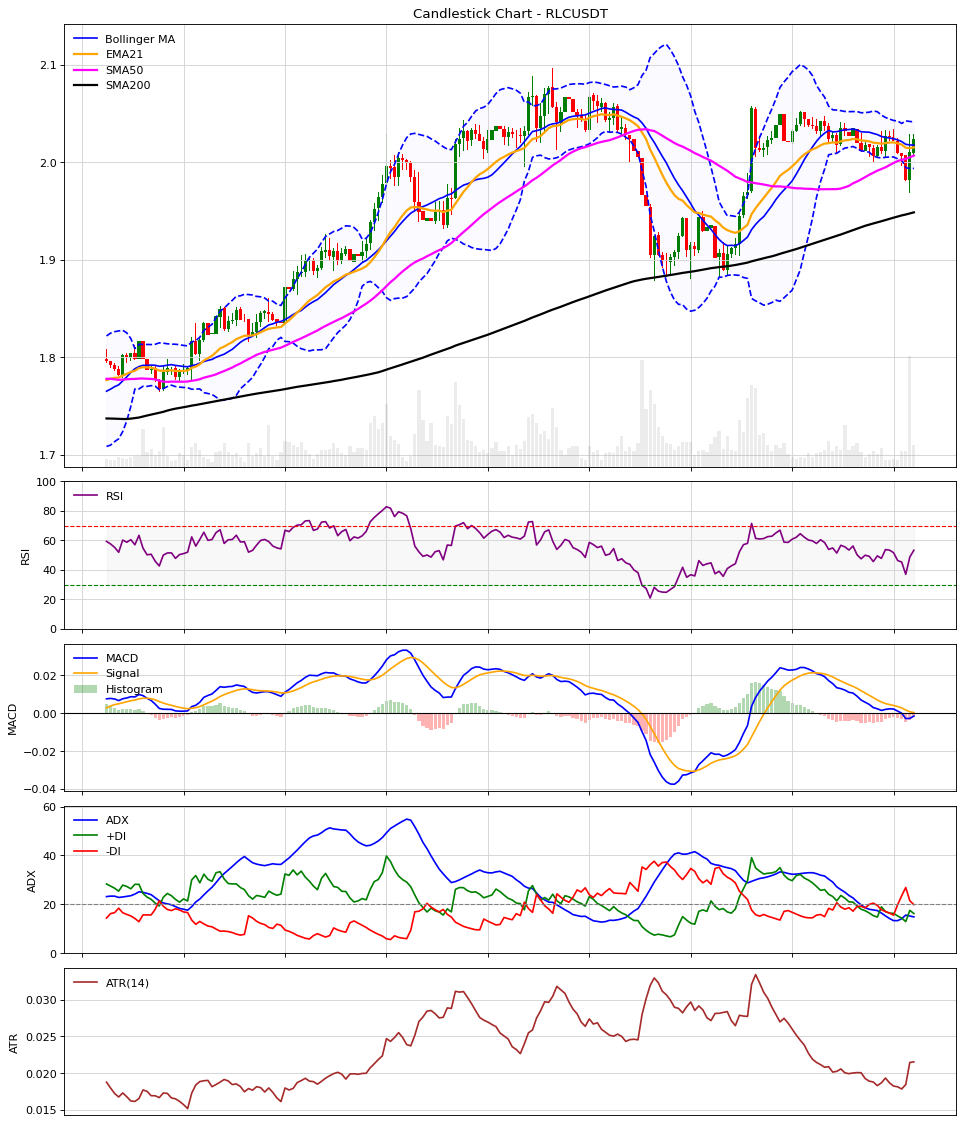 Candlestick Chart - RLCUSDT
Bollinger MA
EMA21
SMA50
SMA200
2.1
2.0
1.9
1.8
1.7
RSI
RSI
100
80
60
40
20
0
MACD
Signal
Histogram
MACD
0.02
0.00
−0.02
−0.04
ADX
+DI
-DI
ADX
60
40
20
0
ATR(14)
ATR
0.030
0.025
0.020
0.015